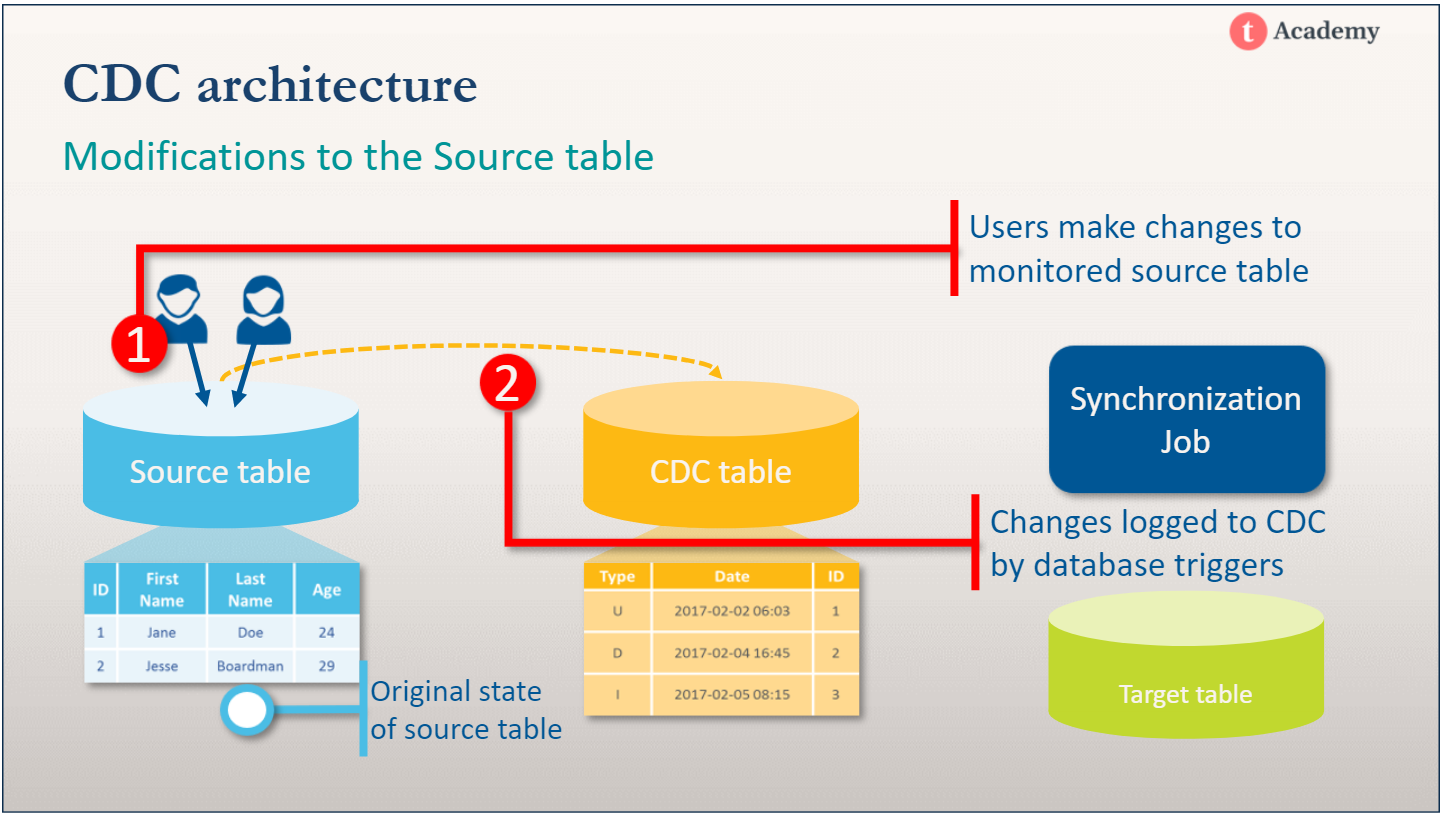 t Academy
CDC architecture
Modifications to the Source table
Users make changes to
monitored source table
1
2
Synchronization
Job
Source table
CDC table
Changes logged to CDC
by database triggers
ID First Name Last Name Age
1 Jane Doe 24
2 Jesse Boardman 29
Type Date ID
U 2017-02-02 06:03 1
D 2017-02-04 16:45 2
I 2017-02-05 08:15 3
Original state
of source table
Target table